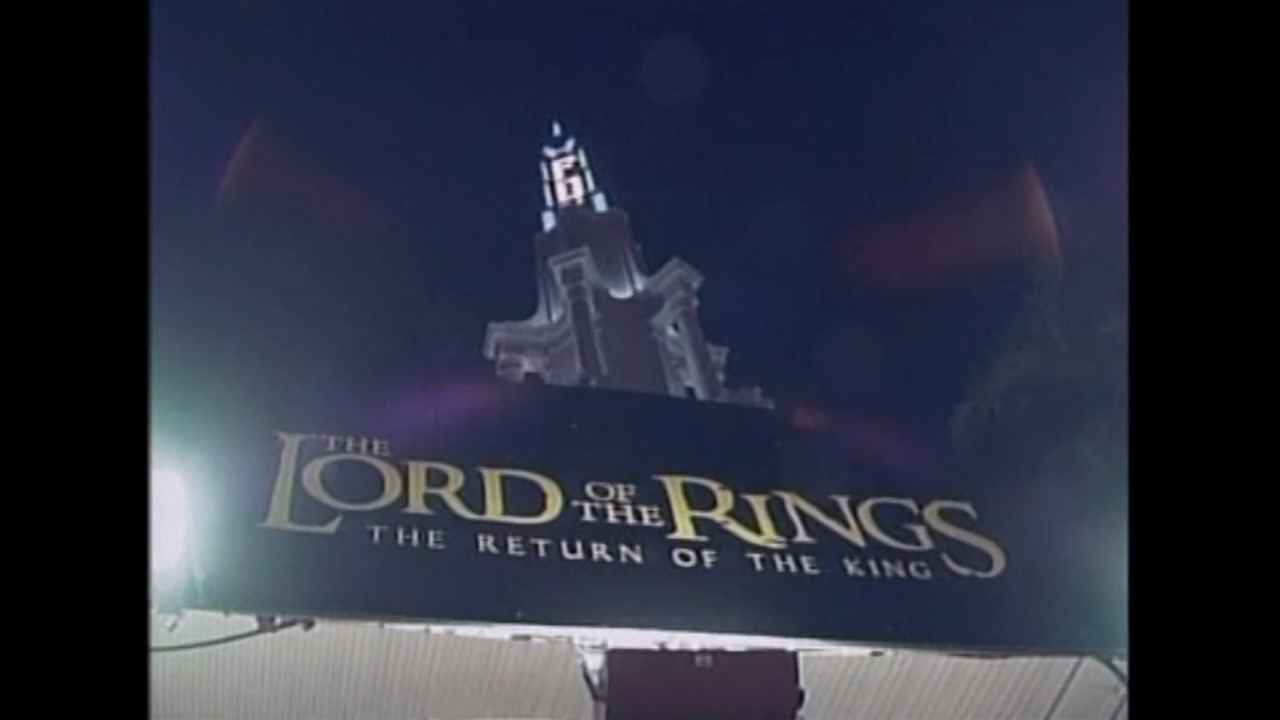 THE
LORD OF THE RINGS
THE RETURN OF THE KING